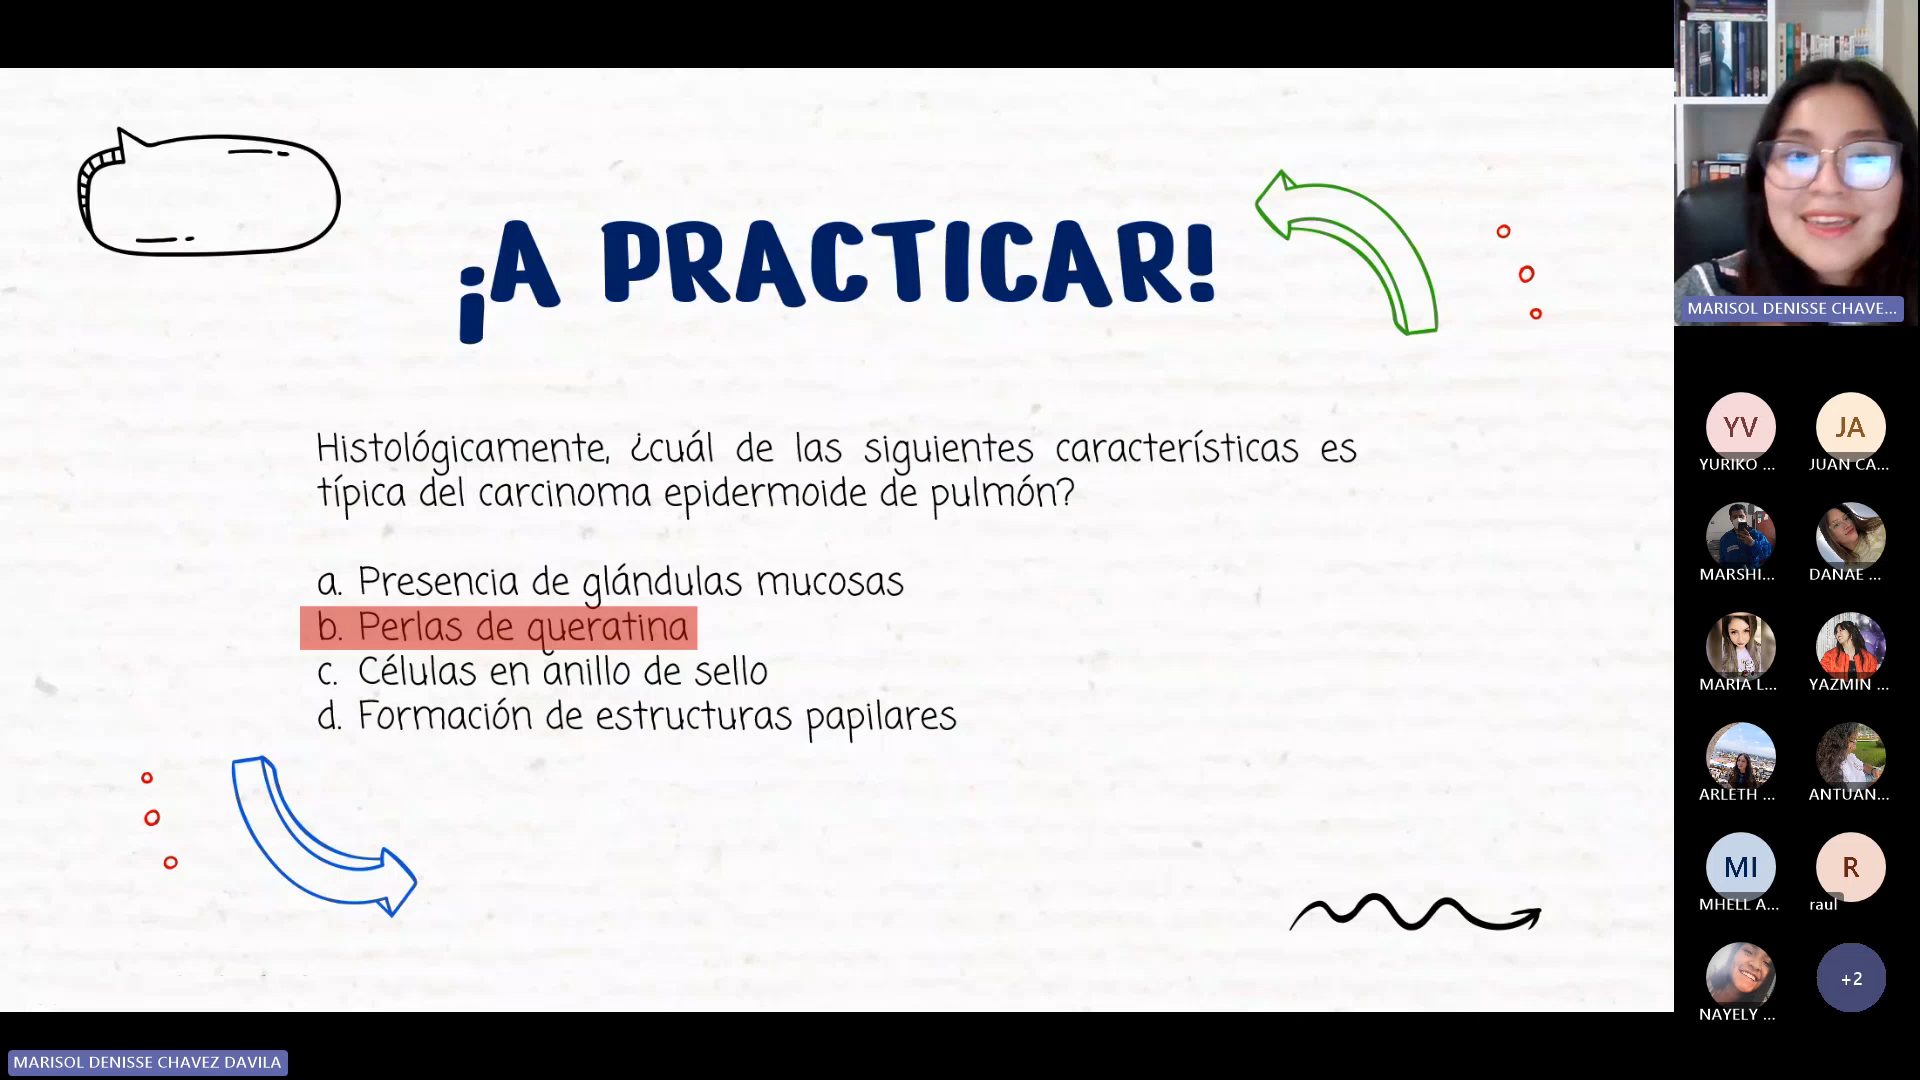 ¡A PRACTICAR!
Histológicamente, ¿cuál de las siguientes características es
típica del carcinoma epidermoide de pulmón?
a. Presencia de glándulas mucosas
b. Perlas de queratina
c. Células en anillo de sello
d. Formación de estructuras papilares
MARISOL DENISSE CHAVE...
YV
JA
YURIKO ...
JUAN CA...
MARSHI...
DANAE ...
MARIA L...
YAZMIN ...
ARLETH ...
ANTUAN...
MI
R
MHELL A...
raul
+2
NAYELY ...
MARISOL DENISSE CHAVEZ DAVILA